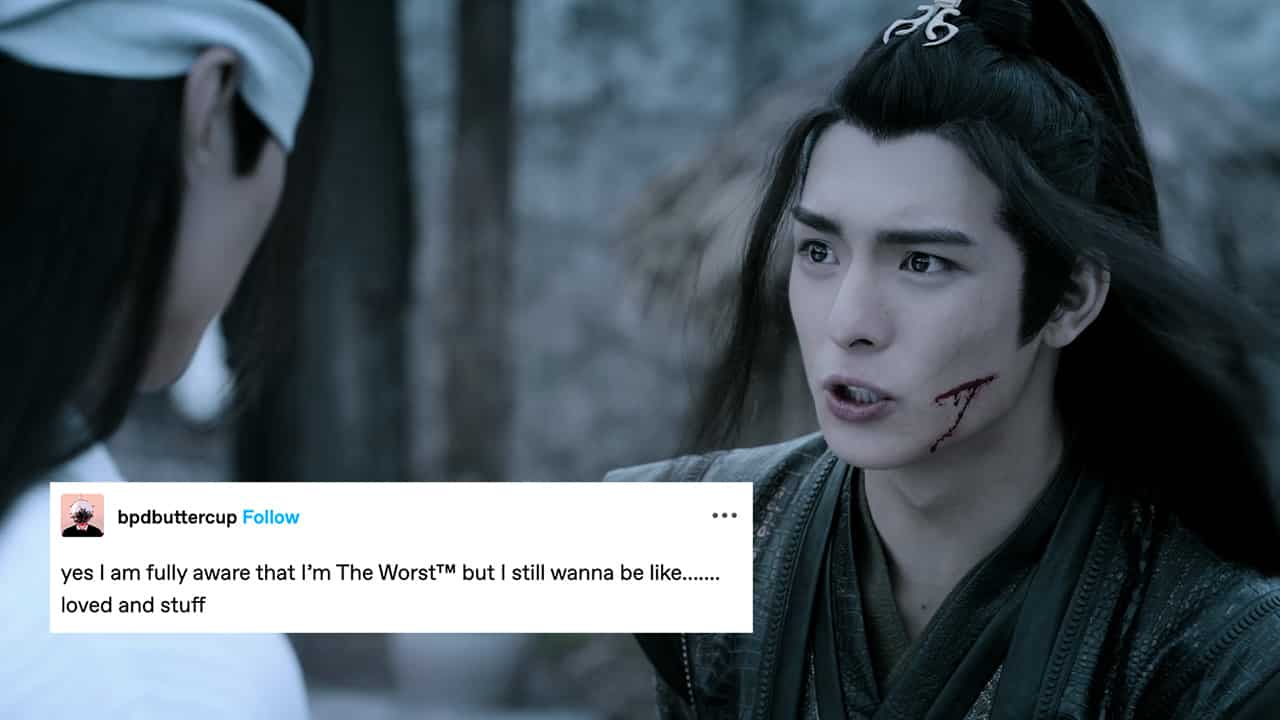 bpdbuttercup Follow
yes I am fully aware that I’m The Worst™ but I still wanna be like.......
loved and stuff